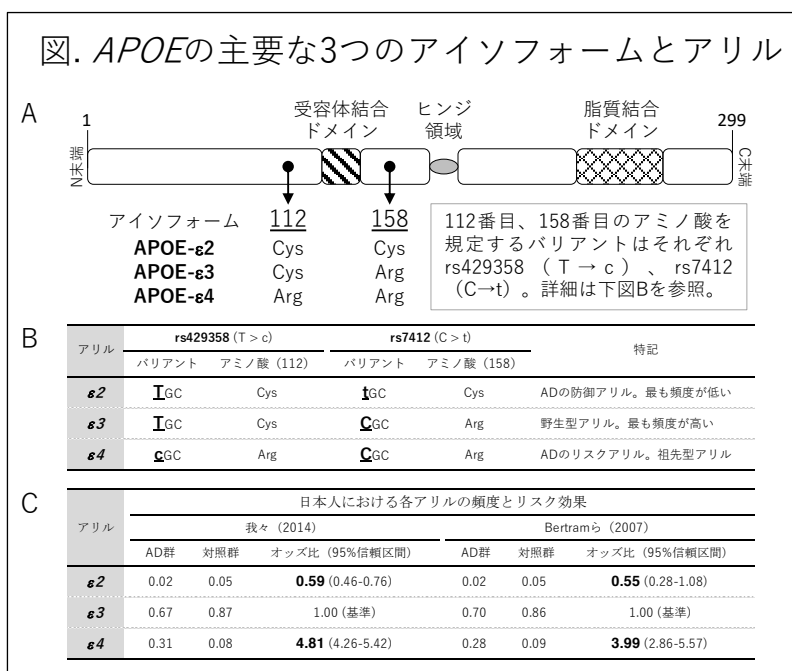 図. APOEの主要な3つのアイソフォームとアリル
A
1
受容体結合
ドメイン
ヒンジ
領域
脂質結合
ドメイン
299
N末端
C末端
アイソフォーム 112 158
APOE-ε2 Cys Cys
APOE-ε3 Cys Arg
APOE-ε4 Arg Arg
112番目、158番目のアミノ酸を
規定するバリアントはそれぞれ
rs429358 (T→c)、rs7412
(C→t)。詳細は下図Bを参照。
B
アリル rs429358 (T > c) rs7412 (C > t) 特記
バリアント アミノ酸 (112) バリアント アミノ酸 (158)
ε2 TGC Cys tGC Cys ADの防御アリル。最も頻度が低い
ε3 TGC Cys CGC Arg 野生型アリル。最も頻度が高い
ε4 cGC Arg CGC Arg ADのリスクアリル。祖先型アリル
C
アリル 日本人における各アリルの頻度とリスク効果
我々 (2014) Bertramら (2007)
AD群 対照群 オッズ比 (95%信頼区間) AD群 対照群 オッズ比 (95%信頼区間)
ε2 0.02 0.05 0.59 (0.46-0.76) 0.02 0.05 0.55 (0.28-1.08)
ε3 0.67 0.87 1.00 (基準) 0.70 0.86 1.00 (基準)
ε4 0.31 0.08 4.81 (4.26-5.42) 0.28 0.09 3.99 (2.86-5.57)